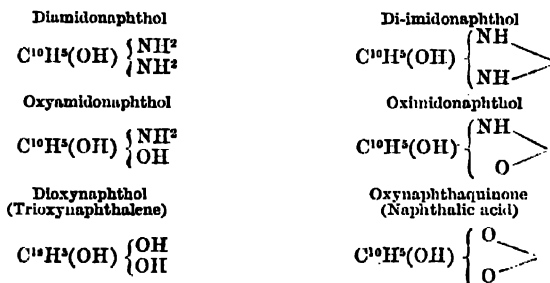 Diamidonaphthol
C¹⁰H⁵(OH) { NH²
NH²
Di-imidonaphthol
C¹⁰H⁵(OH) { NH
NH
Oxyamidonaphthol
C¹⁰H⁵(OH) { NH²
OH
Oximidonaphthol
C¹⁰H⁵(OH) { NH
O
Dioxynaphthol
(Trioxynaphthalene)
C¹⁰H⁵(OH) { OH
OH
Oxynaphthaquinone
(Naphthalic acid)
C¹⁰H⁵(OH) { O
O